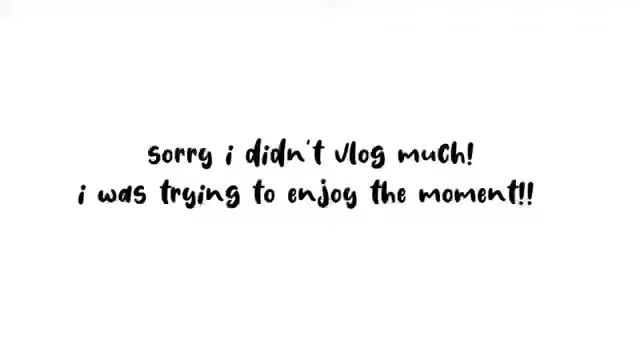 sorry i didn't vlog much!
i was trying to enjoy the moment!!